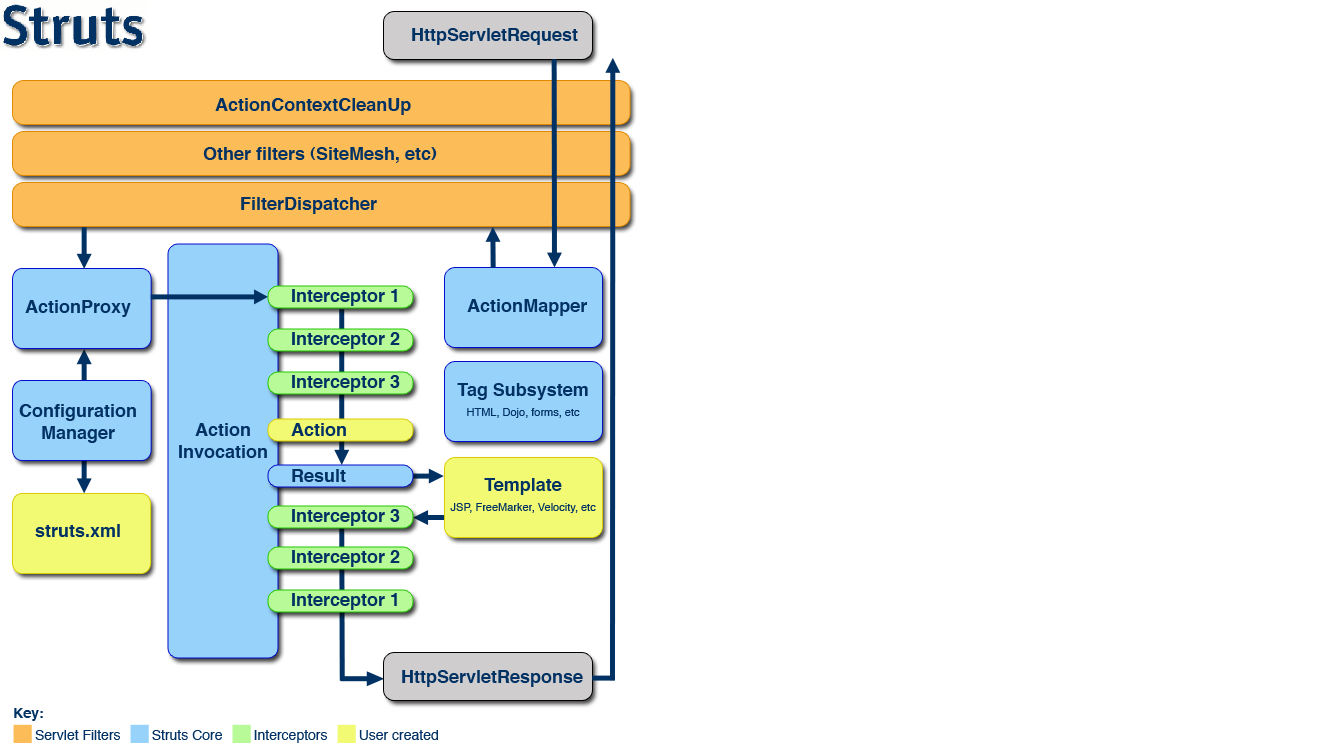 Struts
HttpServletRequest
ActionContextCleanUp
Other filters (SiteMesh, etc)
FilterDispatcher
ActionProxy
Interceptor 1
ActionMapper
Interceptor 2
Interceptor 3
Tag Subsystem
HTML, Dojo, forms, etc
Configuration
Manager
Action
Invocation
Action
Result
Template
JSP, FreeMarker, Velocity, etc
struts.xml
Interceptor 3
Interceptor 2
Interceptor 1
HttpServletResponse
Key:
Servlet Filters
Struts Core
Interceptors
User created